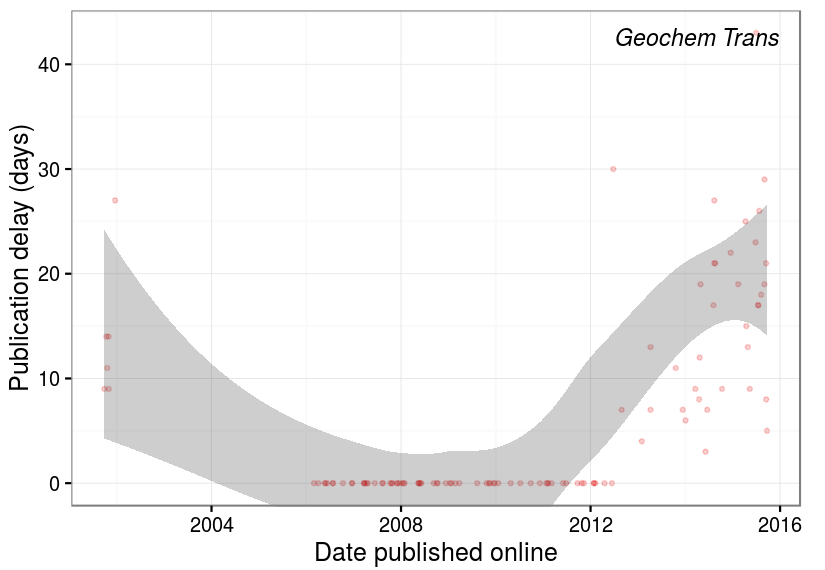 Geochem Trans
Publication delay (days)
40
30
20
10
0
2004 2008 2012 2016
Date published online